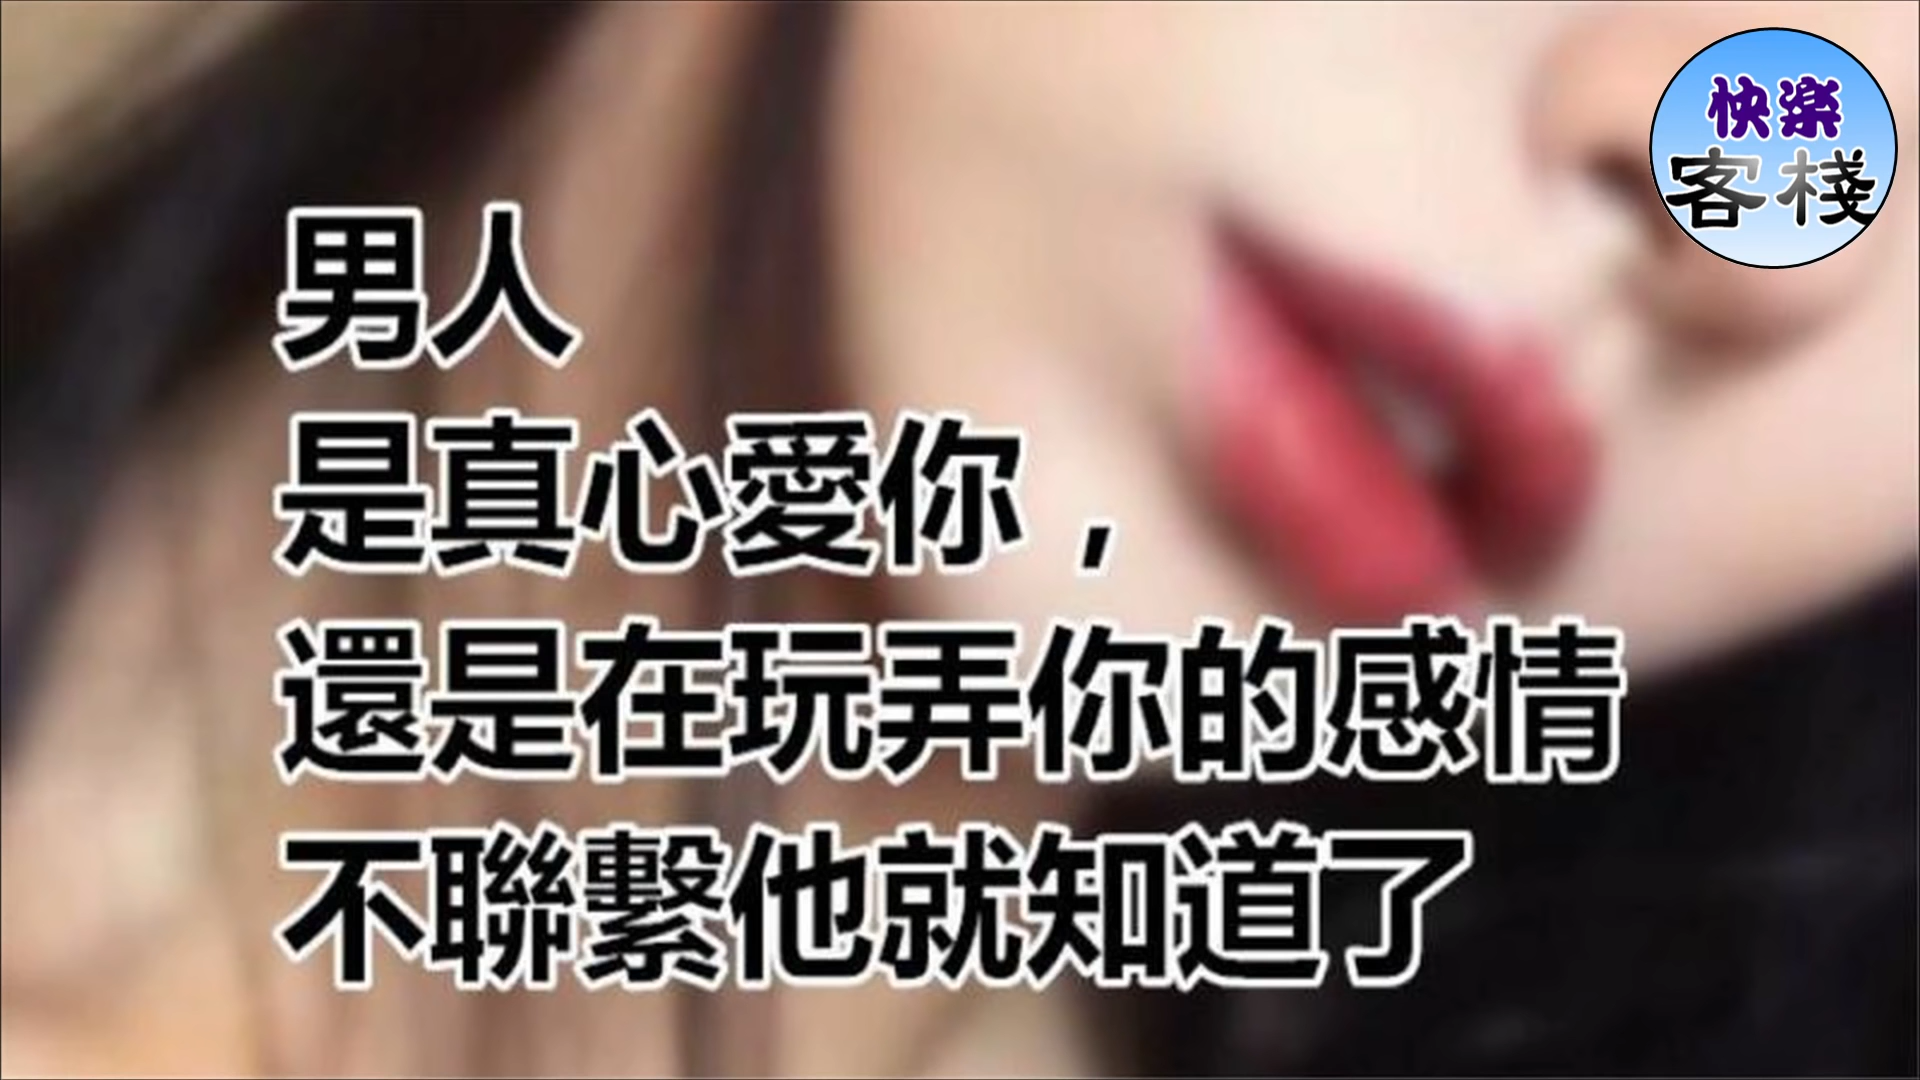 快楽
客棧
男人
是真心愛你，
還是在玩弄你的感情
不聯繫他就知道了